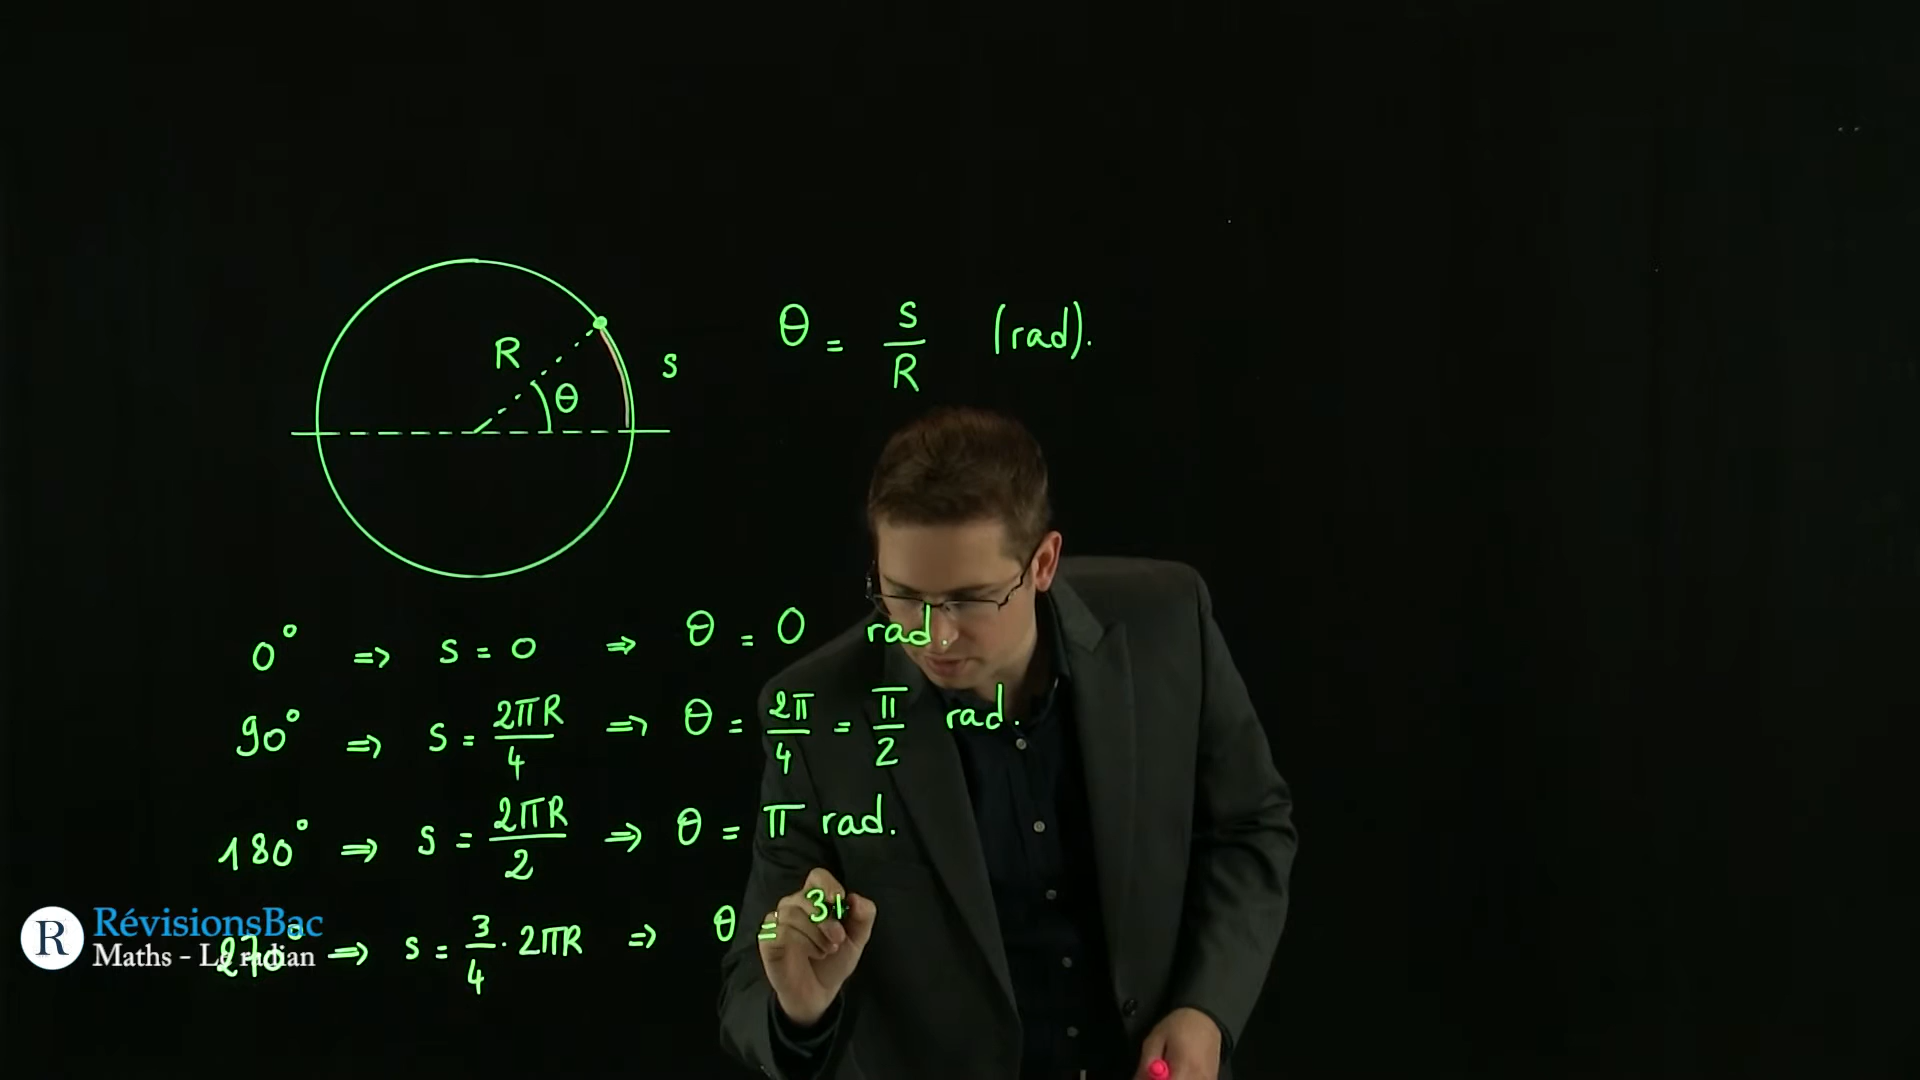 R
θ
s
θ = s/R (rad).
0° => s = 0 => θ = 0 rad.
90° => s = 2πR/4 => θ = 2π/4 = π/2 rad.
180° => s = 2πR/2 => θ = π rad.
270° => s = 3/4 · 2πR => θ = 3
R RévisionsBac
Maths - Le radian